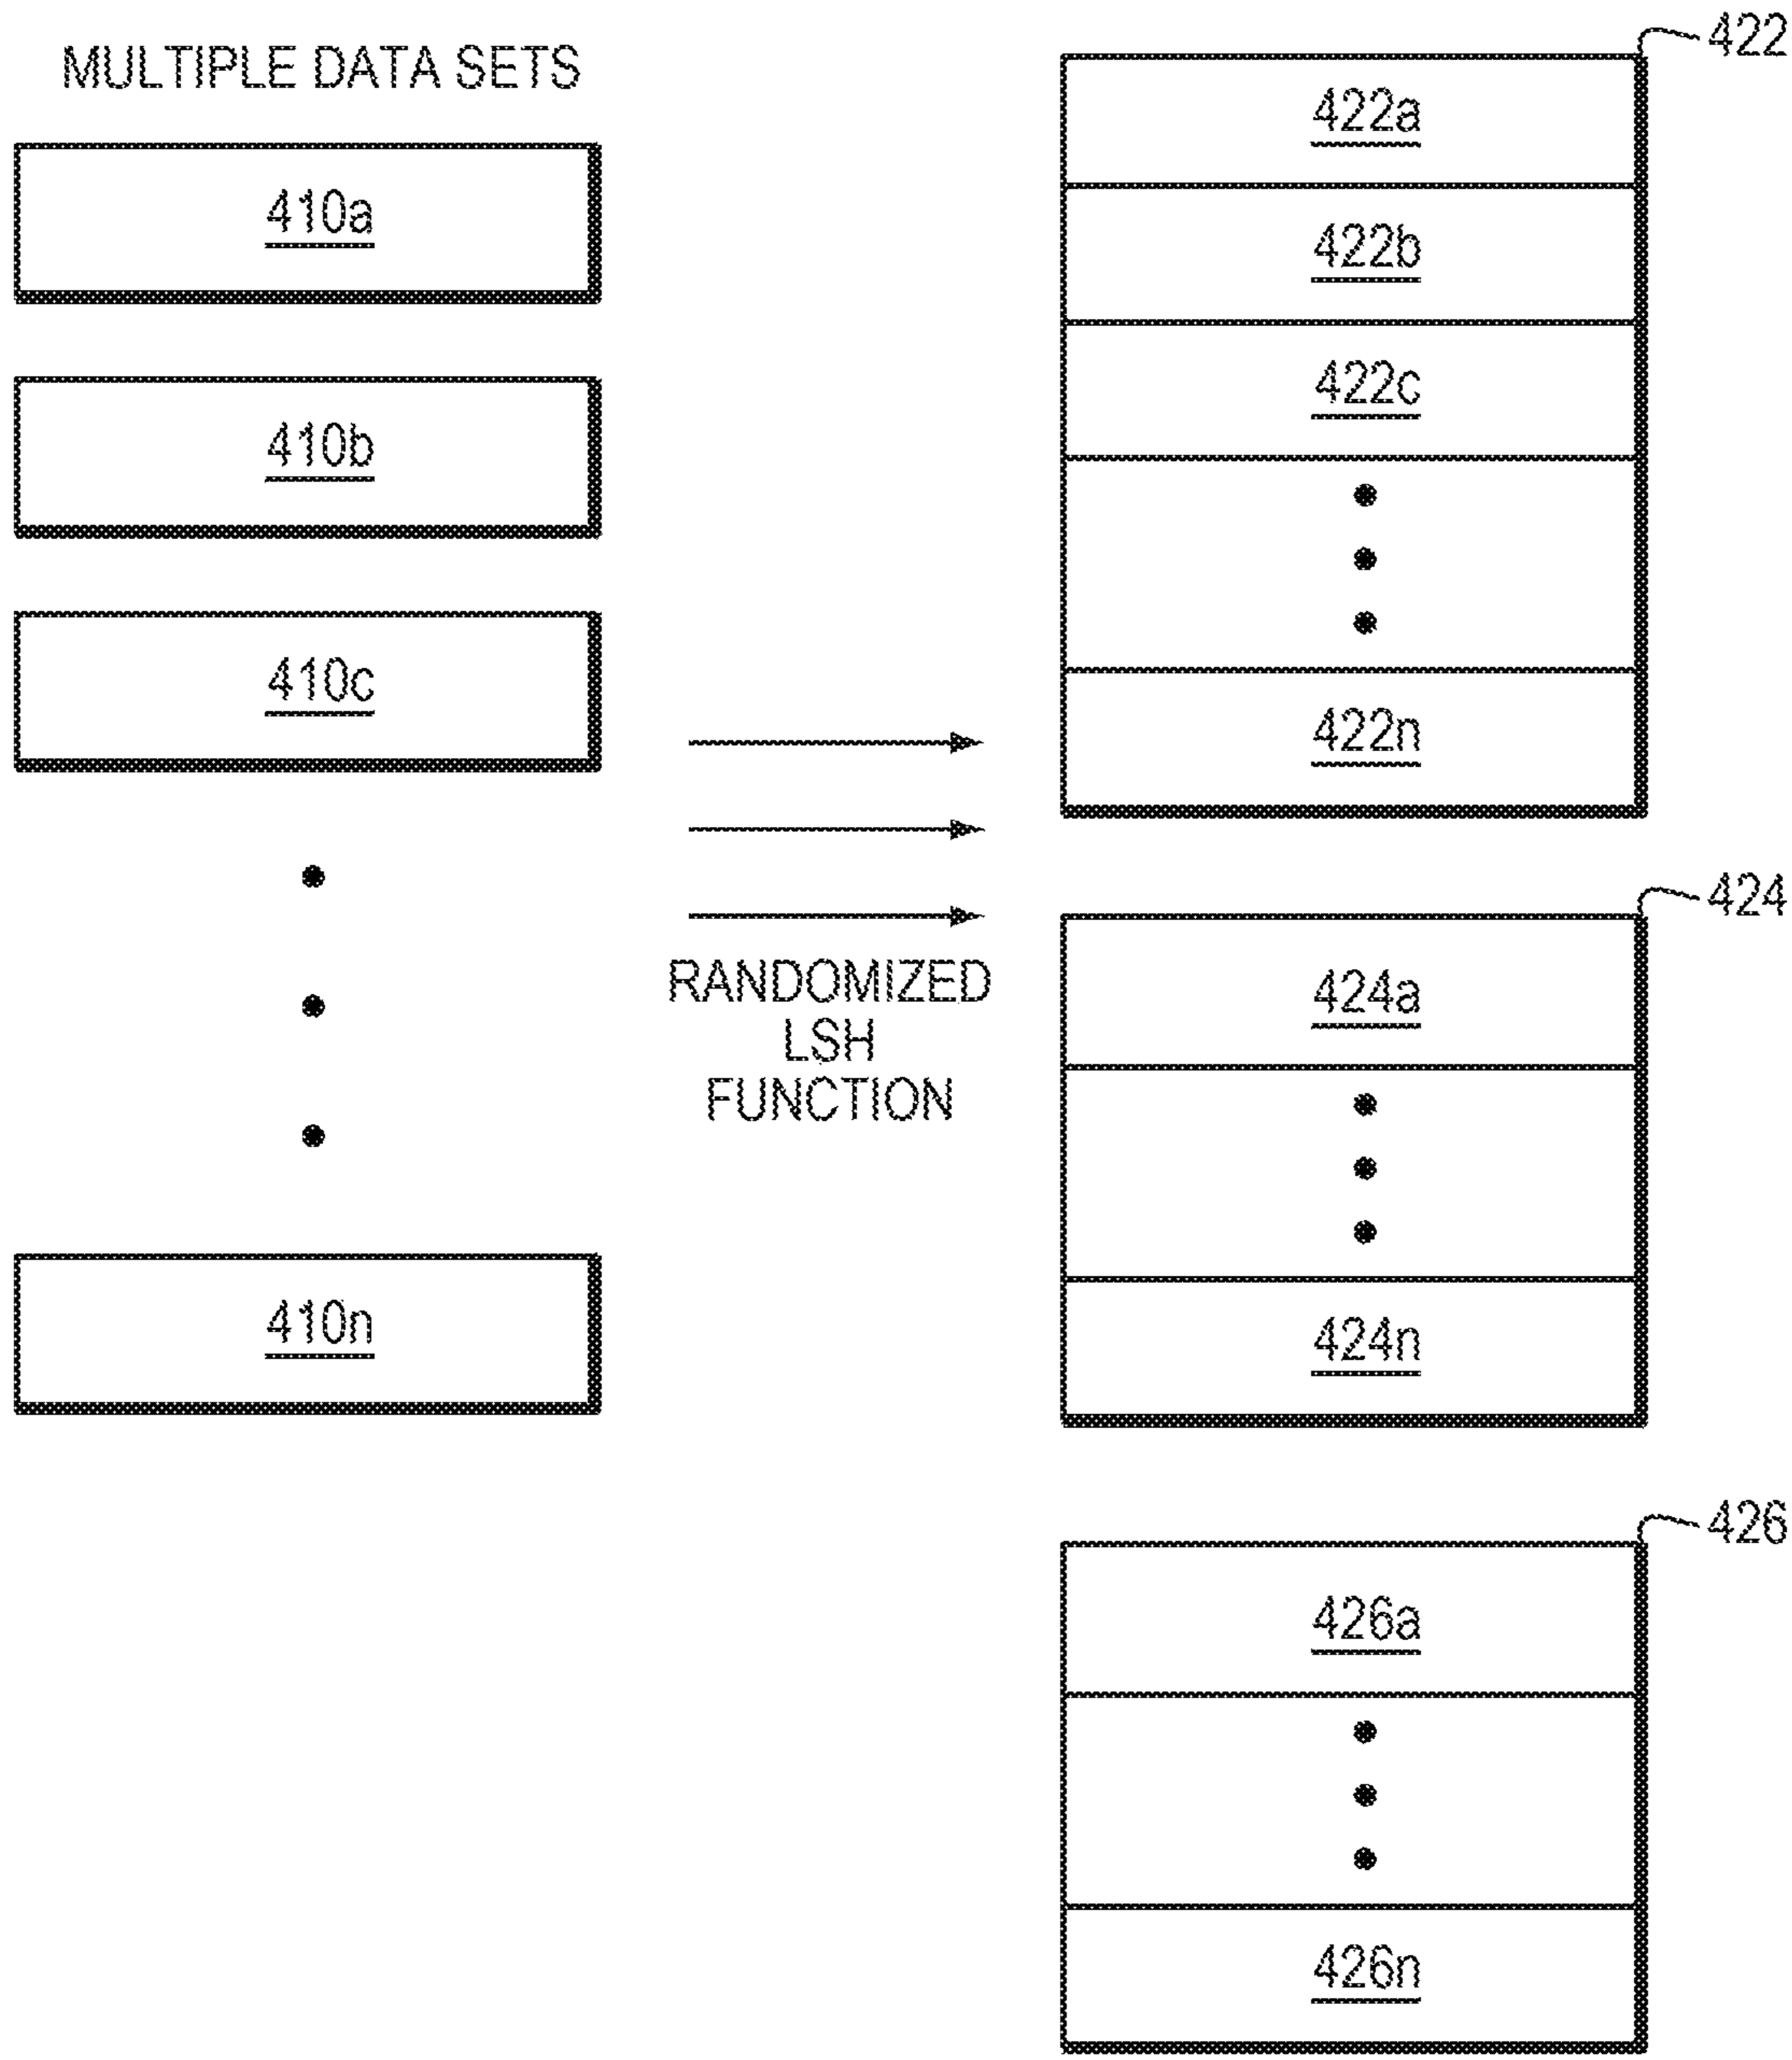 MULTIPLE DATA SETS
410a
410b
410c
410n
RANDOMIZED
LSH
FUNCTION
422
422a
422b
422c
422n
424
424a
424n
426
426a
426n